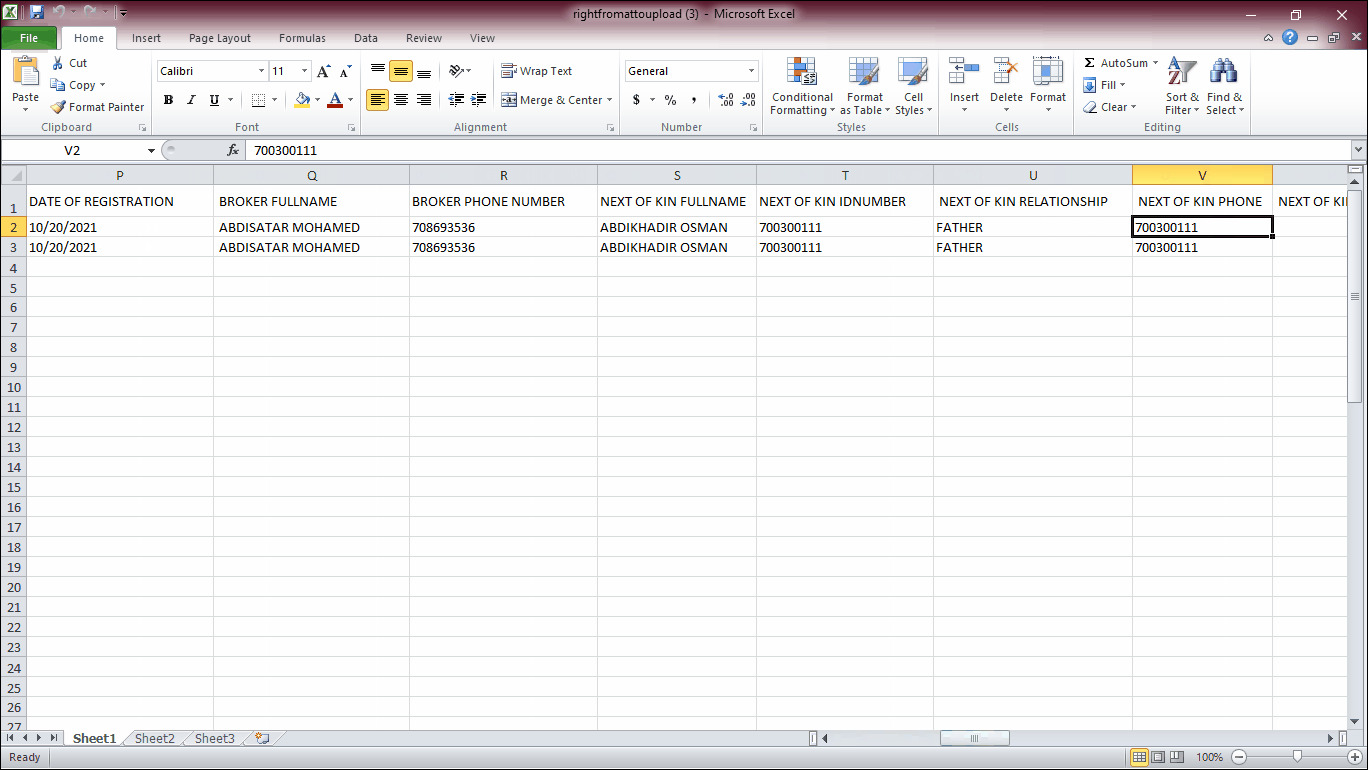 rightfromattoupload (3) - Microsoft Excel
File Home Insert Page Layout Formulas Data Review View
Paste
Cut
Copy
Format Painter
Clipboard
Calibri 11
B I U
Font
Wrap Text
Merge & Center
Alignment
General
$ % ,
Number
Conditional Formatting
Format as Table
Cell Styles
Styles
Insert Delete Format
Cells
Σ AutoSum
Fill
Clear
Sort & Filter
Find & Select
Editing
V2 fx 700300111
P Q R S T U V
1 DATE OF REGISTRATION BROKER FULLNAME BROKER PHONE NUMBER NEXT OF KIN FULLNAME NEXT OF KIN IDNUMBER NEXT OF KIN RELATIONSHIP NEXT OF KIN PHONE NEXT OF KI
2 10/20/2021 ABDISATAR MOHAMED 708693536 ABDIKHADIR OSMAN 700300111 FATHER 700300111
3 10/20/2021 ABDISATAR MOHAMED 708693536 ABDIKHADIR OSMAN 700300111 FATHER 700300111
4
5
6
7
8
9
10
11
12
13
14
15
16
17
18
19
20
21
22
23
24
25
26
27
Sheet1 Sheet2 Sheet3
Ready 100%